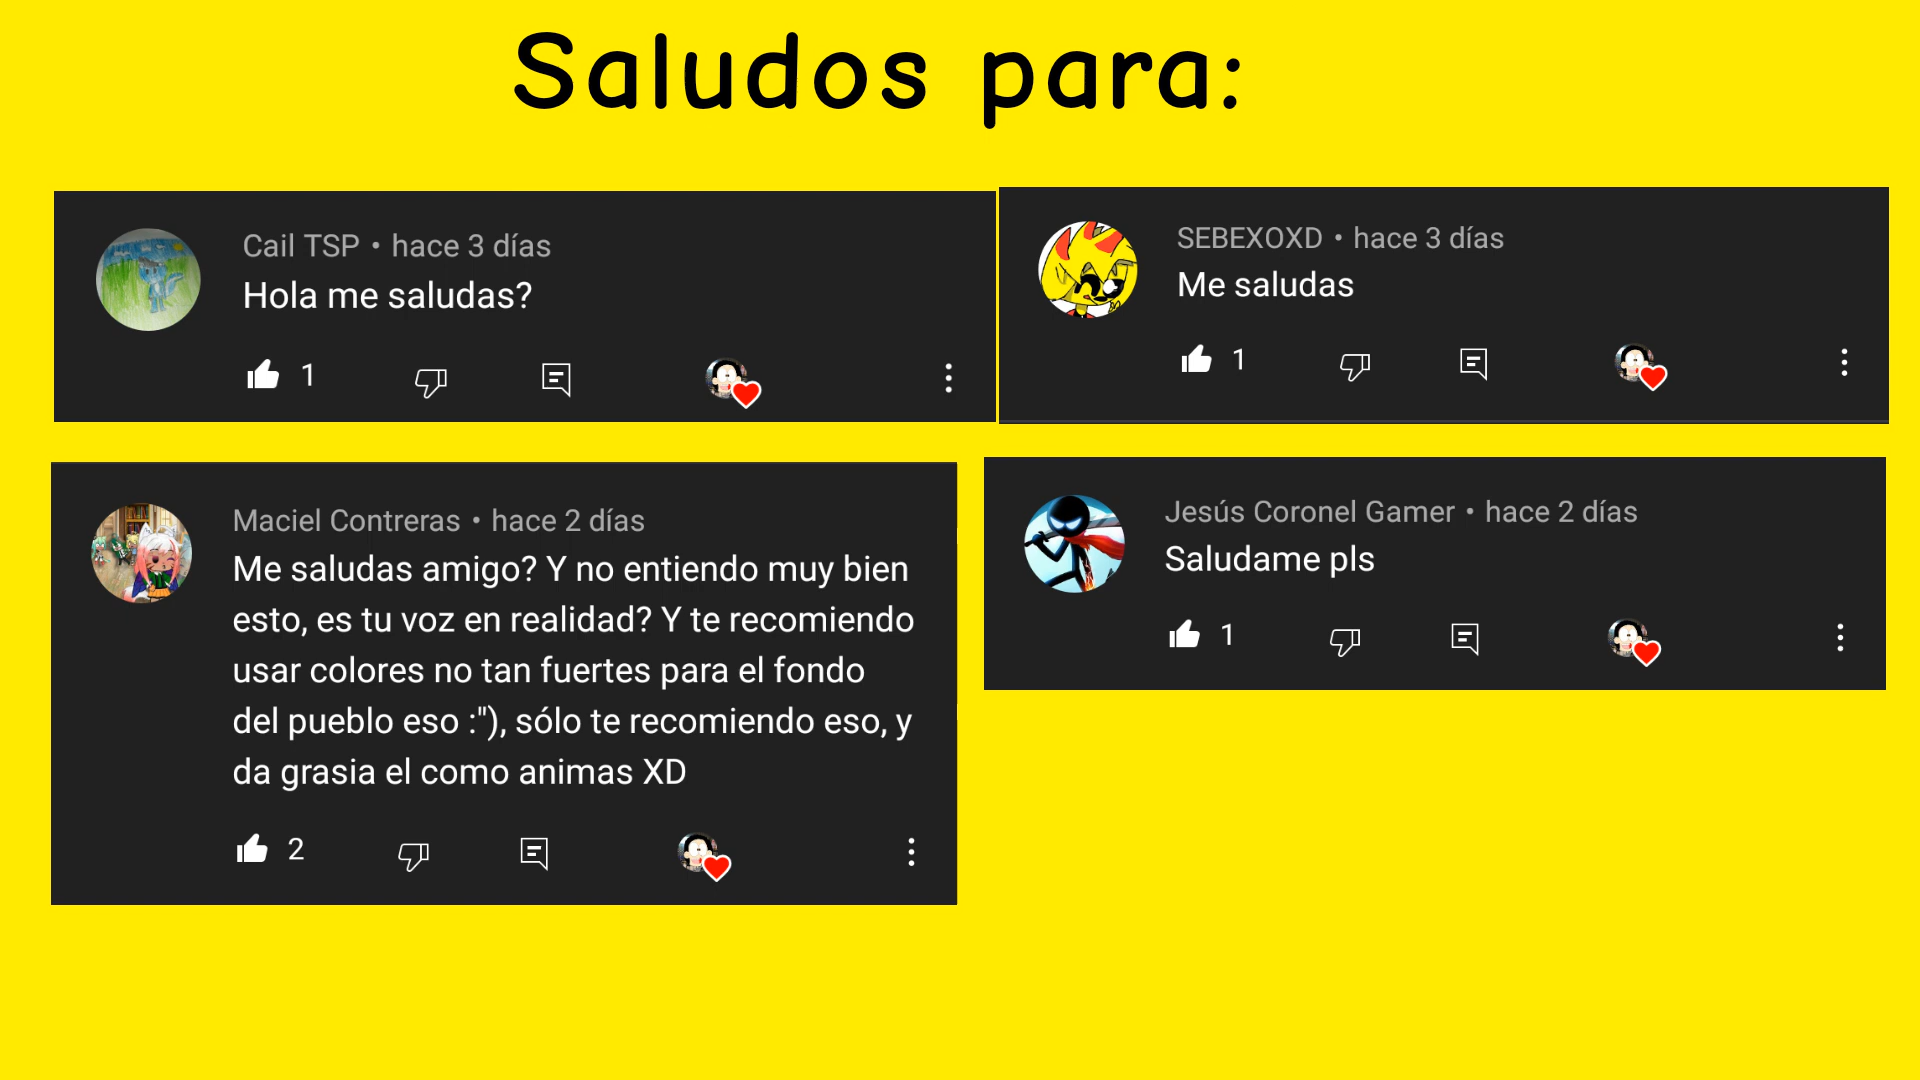 Saludos para:
Cail TSP • hace 3 días
Hola me saludas?
1
SEBEXOXD • hace 3 días
Me saludas
1
Maciel Contreras • hace 2 días
Me saludas amigo? Y no entiendo muy bien
esto, es tu voz en realidad? Y te recomiendo
usar colores no tan fuertes para el fondo
del pueblo eso :"), sólo te recomiendo eso, y
da grasia el como animas XD
2
Jesús Coronel Gamer • hace 2 días
Saludame pls
1